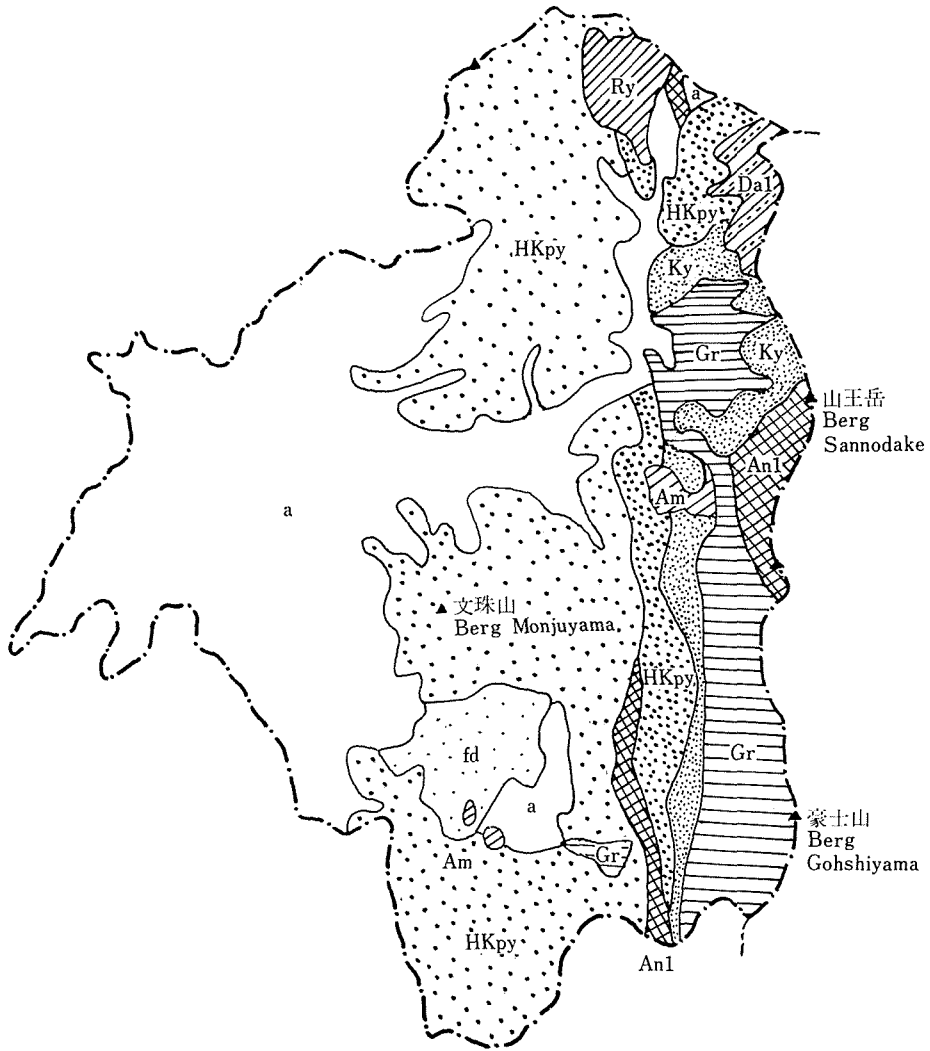 Ry
a
Da1
HKpy
HKpy
Ky
Gr
Ky
山王岳
Berg
Sannodake
An1
Am
a
文珠山
Berg Monjuyama
HKpy
fd
Gr
a
豪士山
Berg
Gohshiyama
Am
Gr
HKpy
An1